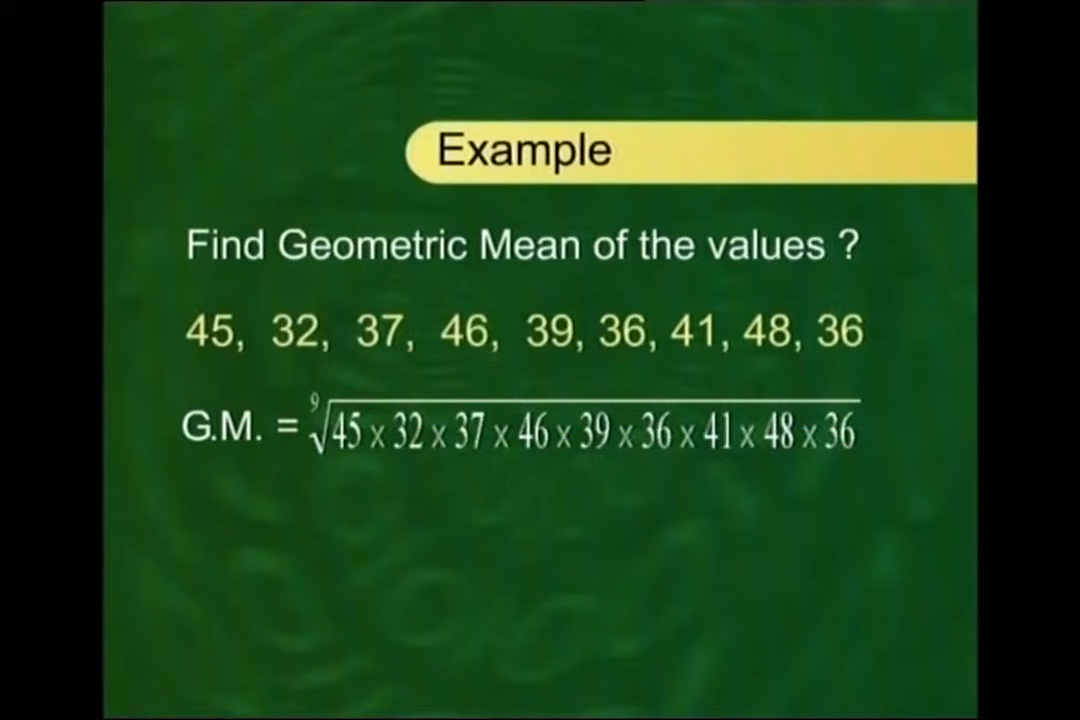 Example
Find Geometric Mean of the values ?
45, 32, 37, 46, 39, 36, 41, 48, 36
G.M. = ⁹√45 x 32 x 37 x 46 x 39 x 36 x 41 x 48 x 36